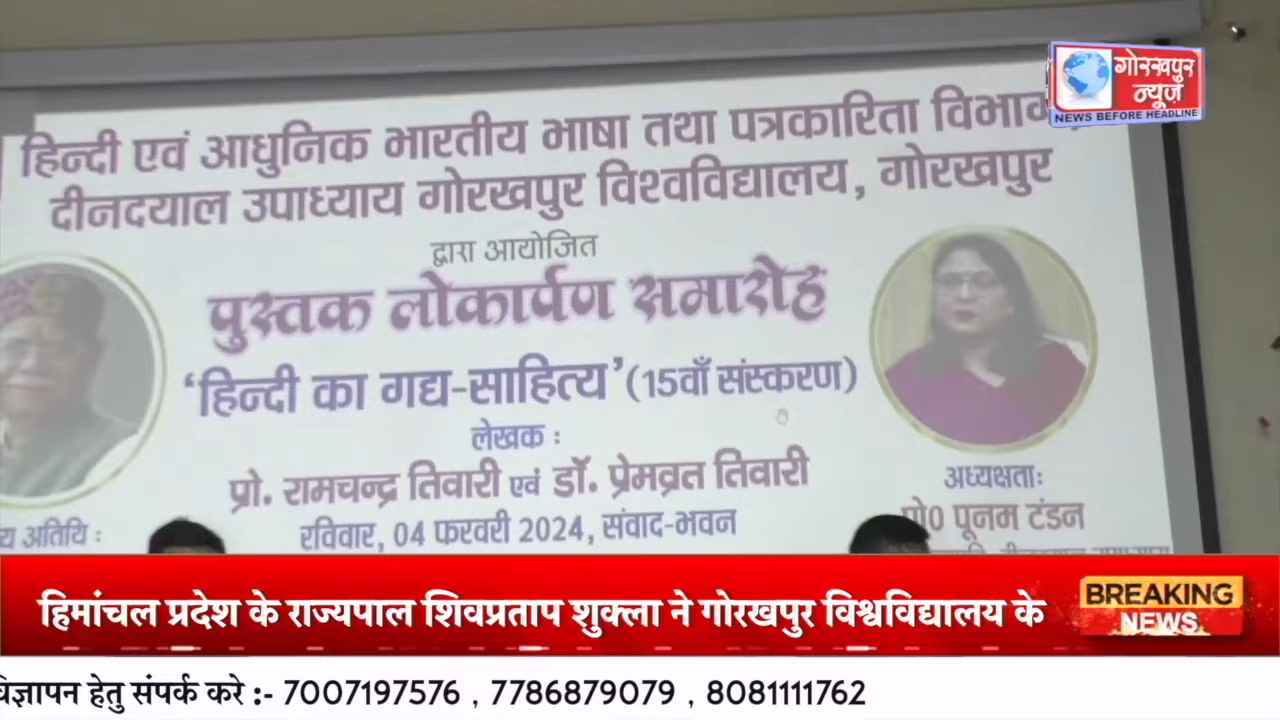 गोरखपुर
न्यूज़
NEWS BEFORE HEADLINE
हिन्दी एवं आधुनिक भारतीय भाषा तथा पत्रकारिता
दीनदयाल उपाध्याय गोरखपुर विश्वविद्यालय, गोरखपुर
द्वारा आयोजित
पुस्तक लोकार्पण समारोह
‘हिन्दी का गद्य-साहित्य’ (15वाँ संस्करण)
लेखक :
प्रो. रामचन्द्र तिवारी एवं डॉ. प्रेमव्रत तिवारी
रविवार, 04 फरवरी 2024, संवाद-भवन
अतिथि :
अध्यक्षता:
प्रो0 पूनम टंडन
हिमांचल प्रदेश के राज्यपाल शिवप्रताप शुक्ला ने गोरखपुर विश्वविद्यालय के
BREAKING
NEWS
विज्ञापन हेतु संपर्क करे :- 7007197576 , 7786879079 , 8081111762